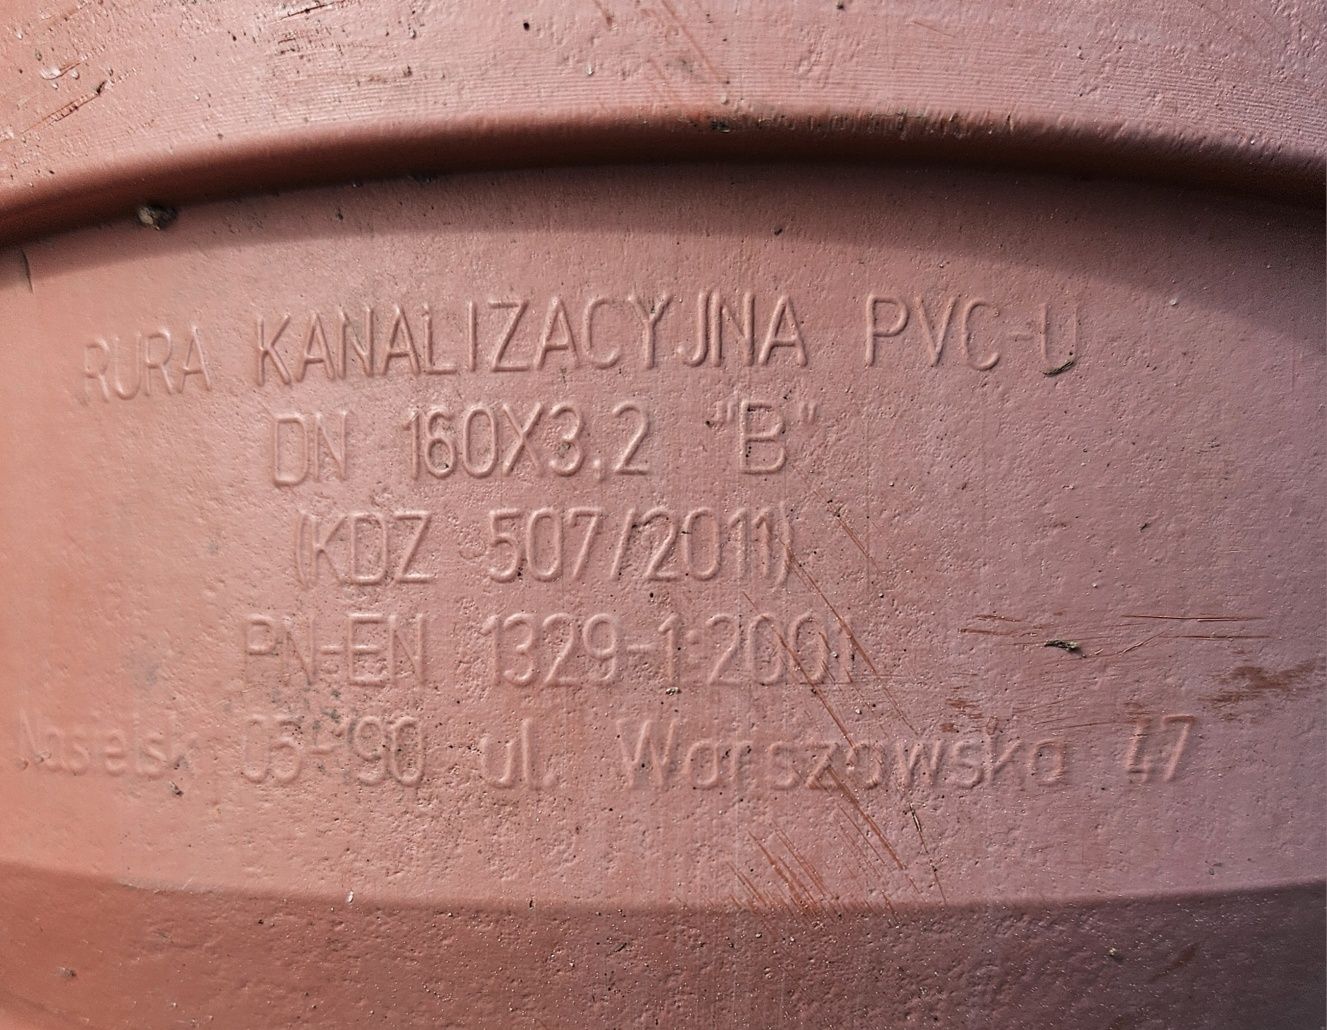 RURA KANALIZACYJNA PVC-U
DN 160X3,2 "B"
(KDZ 507/2011)
PN-EN 1329-1:2001
Nasielsk 05-190 ul. Warszawska 47